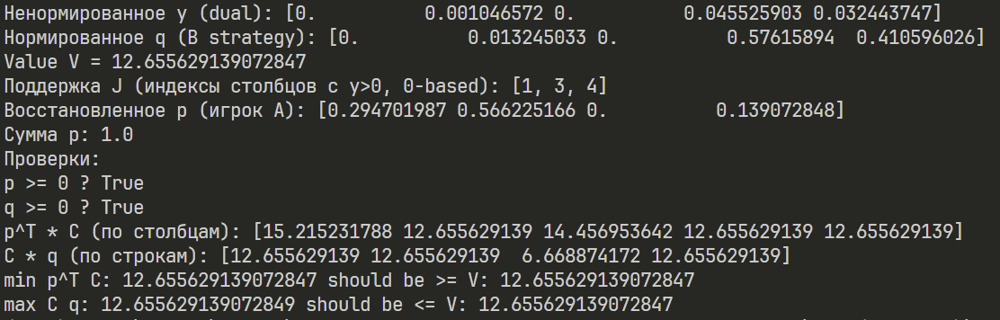 Ненормированное y (dual): [0.          0.001046572 0.          0.045525903 0.032443747]
Нормированное q (B strategy): [0.          0.013245033 0.          0.57615894  0.410596026]
Value V = 12.655629139072847
Поддержка J (индексы столбцов с y>0, 0-based): [1, 3, 4]
Восстановленное p (игрок A): [0.294701987 0.566225166 0.          0.139072848]
Сумма p: 1.0
Проверки:
p >= 0 ? True
q >= 0 ? True
p^T * C (по столбцам): [15.215231788 12.655629139 14.456953642 12.655629139 12.655629139]
C * q (по строкам): [12.655629139 12.655629139  6.668874172 12.655629139]
min p^T C: 12.655629139072847 should be >= V: 12.655629139072847
max C q: 12.655629139072849 should be <= V: 12.655629139072847